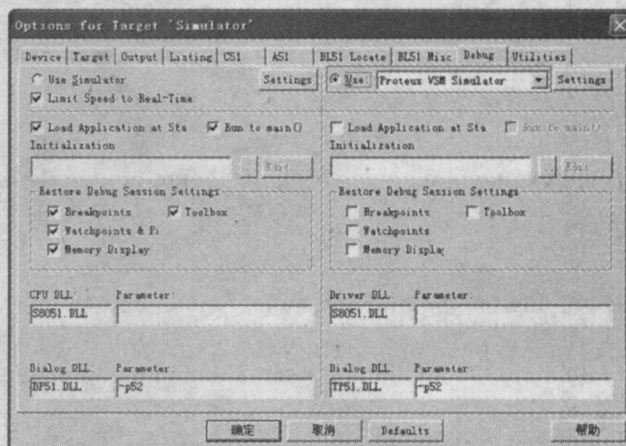 Options for Target 'Simulator'
Device Target Output Listing C51 A51 BL51 Locate BL51 Misc Debug Utilities
Use Simulator Settings Use: Proteus VSM Simulator Settings
Limit Speed to Real-Time
Load Application at Sta Run to main() Load Application at Sta Run to main()
Initialization Initialization
... Edit... ... Edit...
Restore Debug Session Settings Restore Debug Session Settings
Breakpoints Toolbox Breakpoints Toolbox
Watchpoints & P Watchpoints
Memory Display Memory Display
CPU DLL: Parameter: Driver DLL: Parameter:
S8051.DLL S8051.DLL
Dialog DLL: Parameter: Dialog DLL: Parameter:
DP51.DLL -p52 TP51.DLL -p52
确定 取消 Defaults 帮助